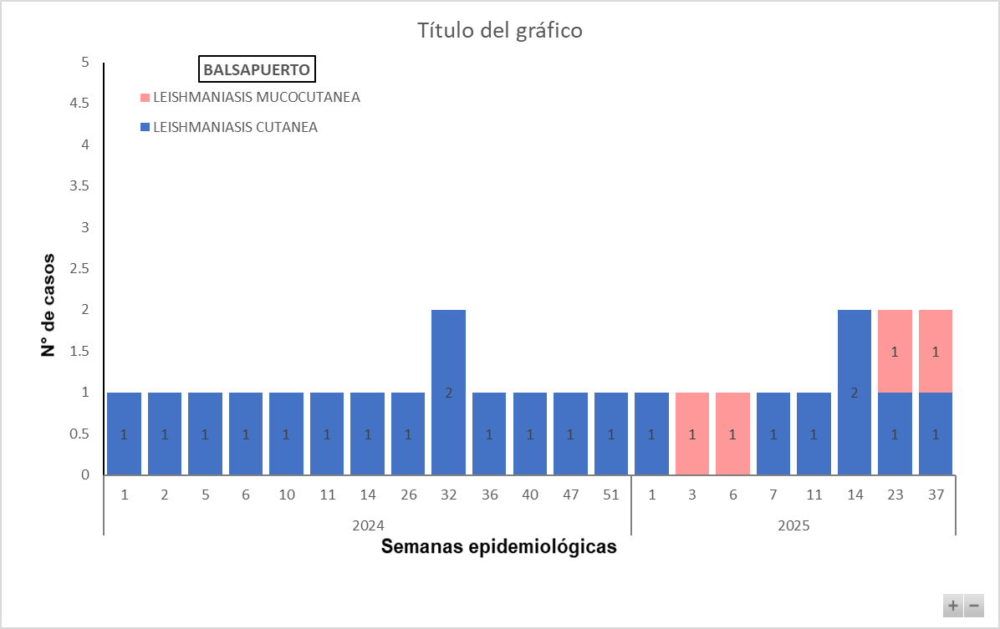 Título del gráfico
BALSAPUERTO
LEISHMANIASIS MUCOCUTANEA
LEISHMANIASIS CUTANEA
N° de casos
5
4.5
4
3.5
3
2.5
2
1.5
1
0.5
0
1 1
2 2
1 1 1 1 1 1 1 1 1 1 1 1 1 1 1 1 1 1 1
1 2 5 6 10 11 14 26 32 36 40 47 51 1 3 6 7 11 14 23 37
2024 2025
Semanas epidemiológicas
+ −